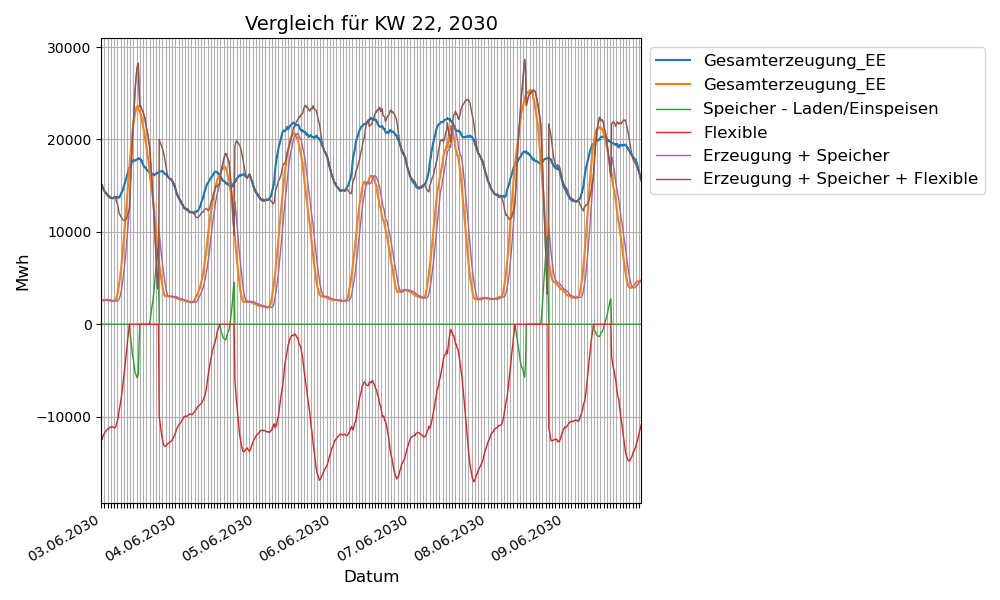 Vergleich für KW 22, 2030
30000
20000
10000
0
−10000
Mwh
03.06.2030
04.06.2030
05.06.2030
06.06.2030
07.06.2030
08.06.2030
09.06.2030
Datum
Gesamterzeugung_EE
Gesamterzeugung_EE
Speicher - Laden/Einspeisen
Flexible
Erzeugung + Speicher
Erzeugung + Speicher + Flexible